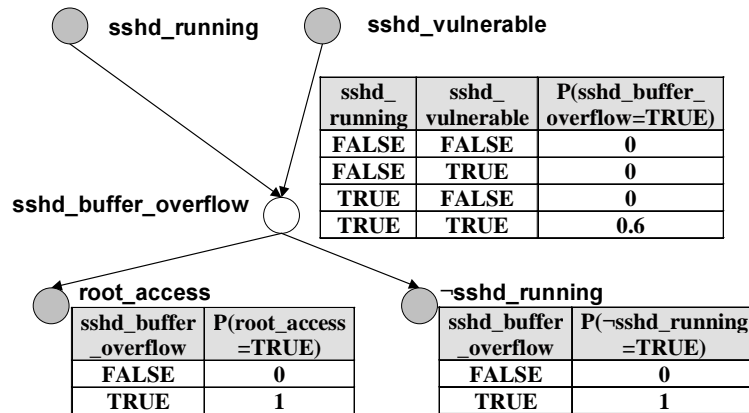 sshd_running
sshd_vulnerable
sshd_ sshd_ P(sshd_buffer_
running vulnerable overflow=TRUE)
FALSE FALSE 0
FALSE TRUE 0
TRUE FALSE 0
TRUE TRUE 0.6
sshd_buffer_overflow
root_access
sshd_buffer P(root_access
_overflow =TRUE)
FALSE 0
TRUE 1
¬sshd_running
sshd_buffer P(¬sshd_running
_overflow =TRUE)
FALSE 0
TRUE 1